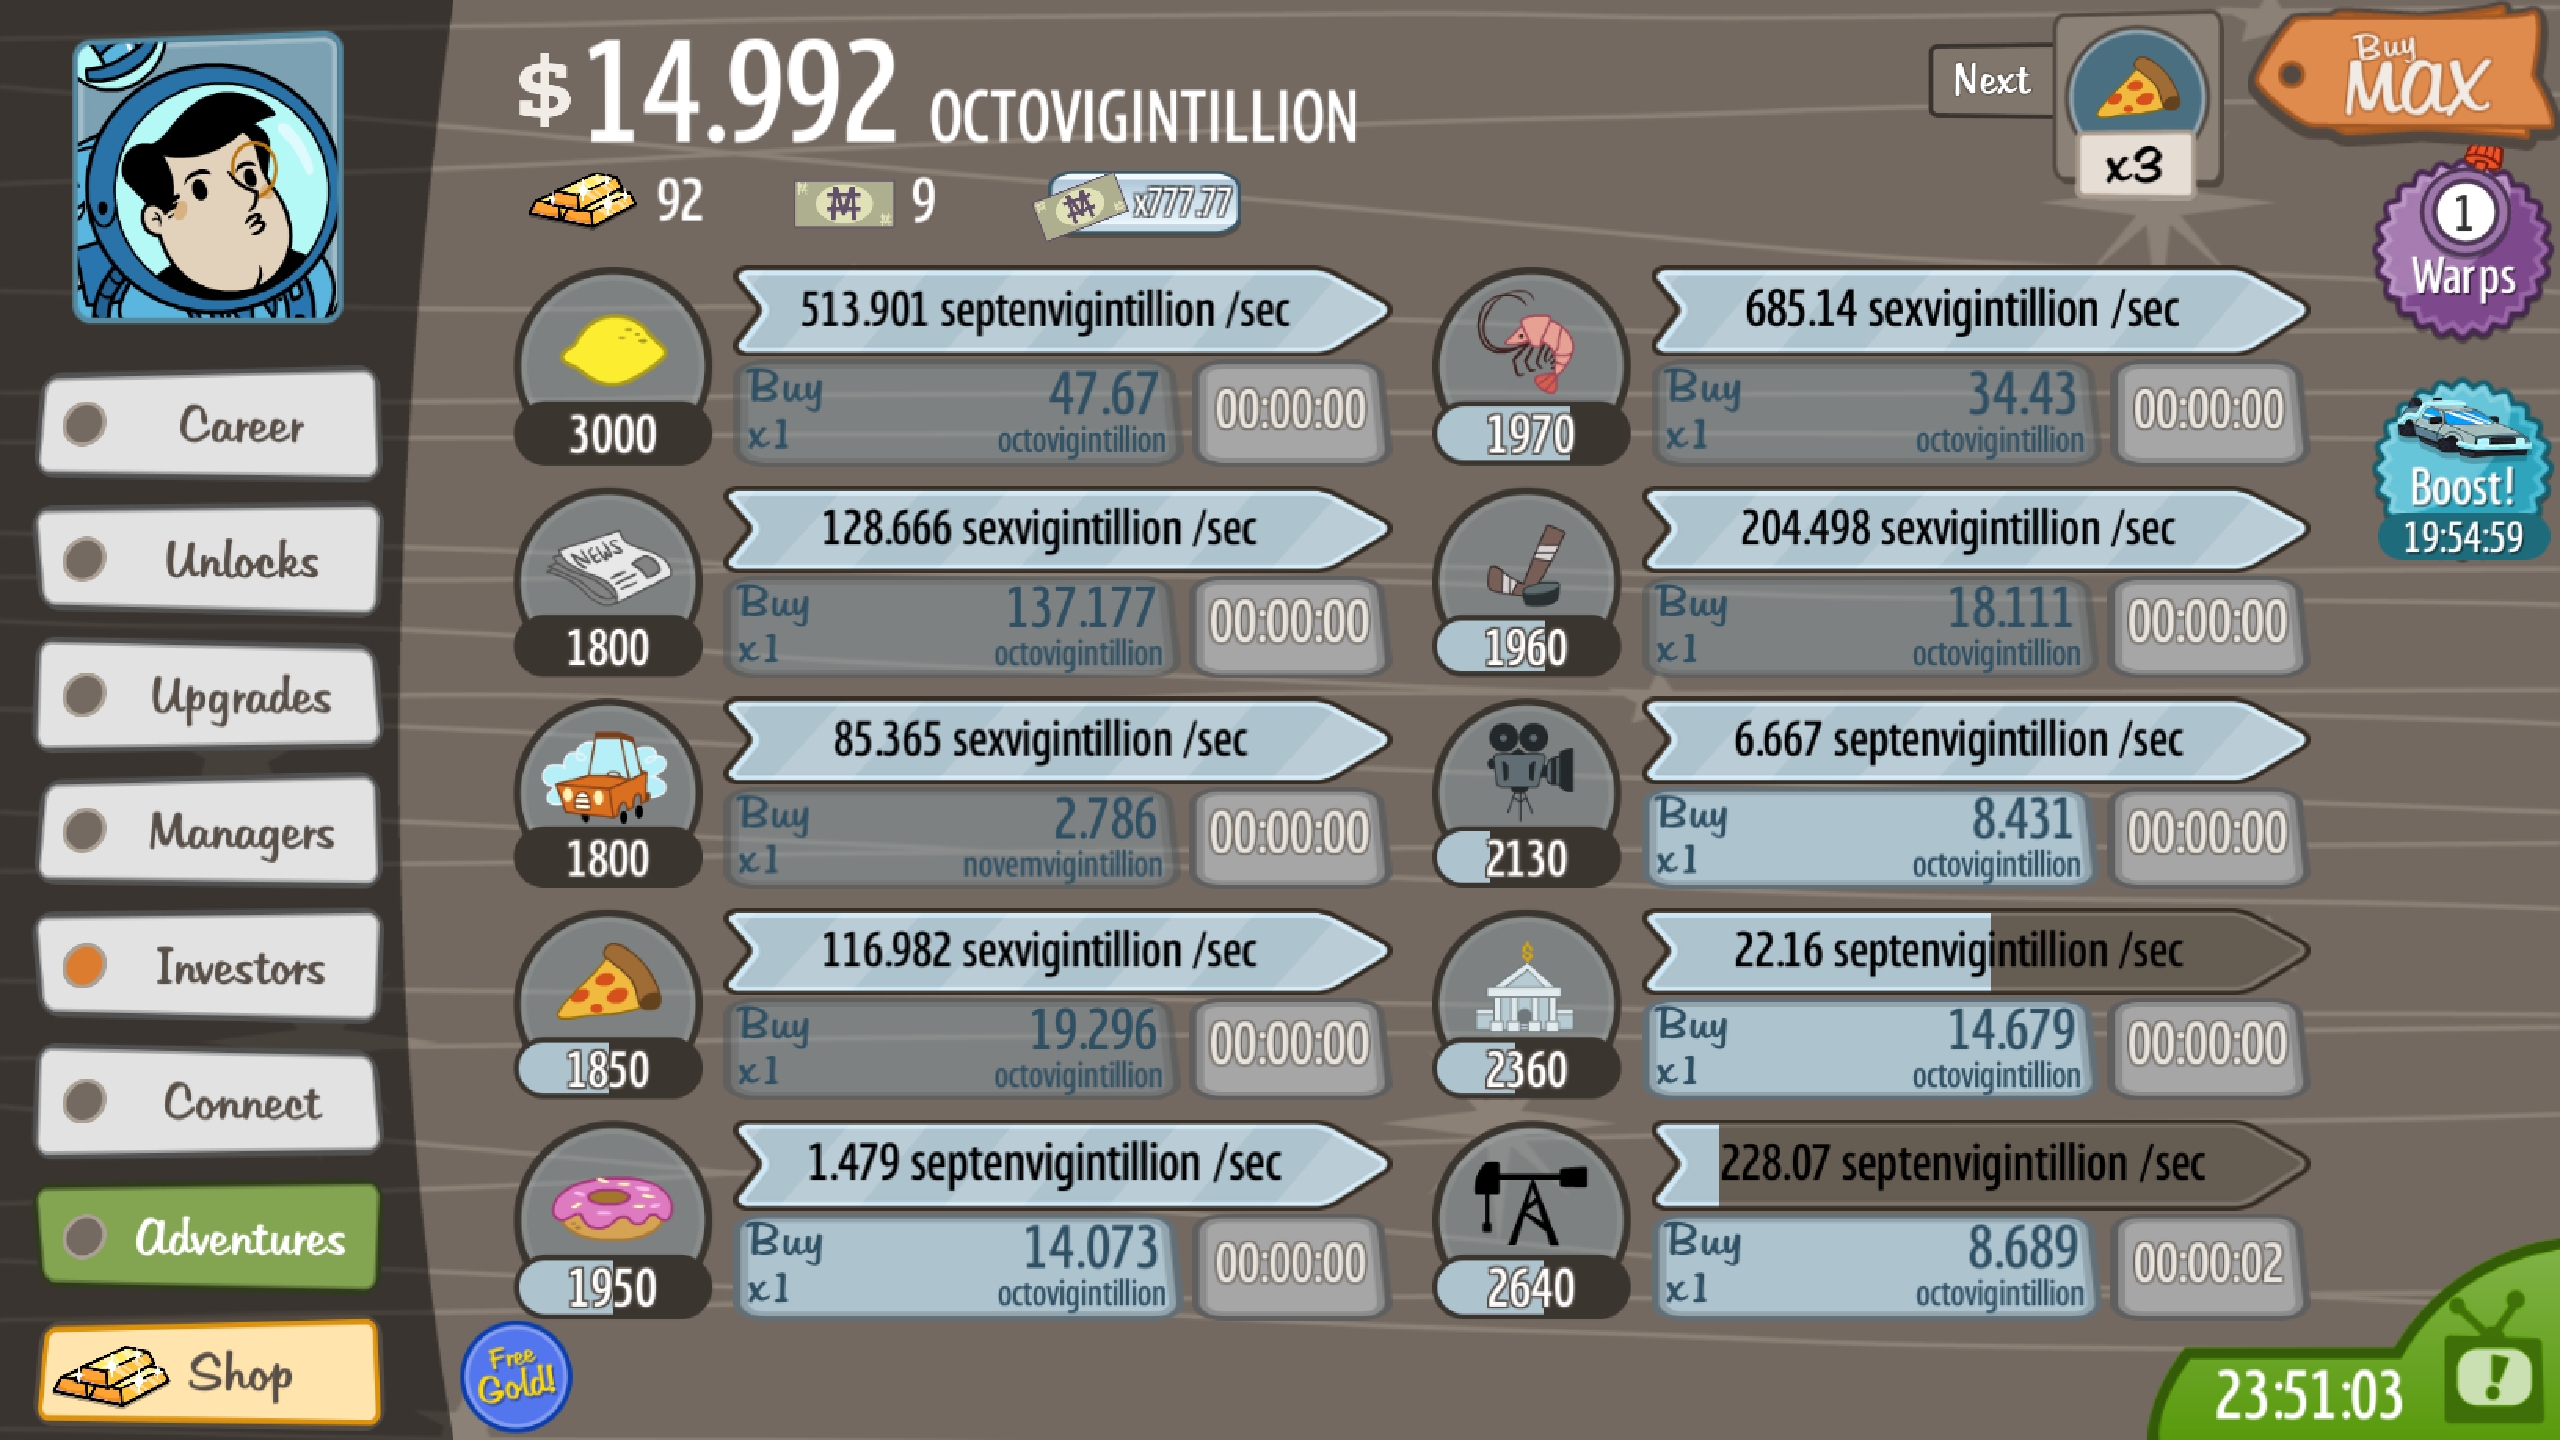 $14.992 OCTOVIGINTILLION
Next
x3
Buy
MAX
92
9
x777.77
1
Warps
Boost!
19:54:59
Career
Unlocks
Upgrades
Managers
Investors
Connect
Adventures
Shop
513.901 septenvigintillion /sec
3000
Buy
x1
47.67
octovigintillion
00:00:00
NEWS
128.666 sexvigintillion /sec
1800
Buy
x1
137.177
octovigintillion
00:00:00
85.365 sexvigintillion /sec
1800
Buy
x1
2.786
novemvigintillion
00:00:00
116.982 sexvigintillion /sec
1850
Buy
x1
19.296
octovigintillion
00:00:00
1.479 septenvigintillion /sec
1950
Buy
x1
14.073
octovigintillion
00:00:00
685.14 sexvigintillion /sec
1970
Buy
x1
34.43
octovigintillion
00:00:00
204.498 sexvigintillion /sec
1960
Buy
x1
18.111
octovigintillion
00:00:00
6.667 septenvigintillion /sec
2130
Buy
x1
8.431
octovigintillion
00:00:00
$
22.16 septenvigintillion /sec
2360
Buy
x1
14.679
octovigintillion
00:00:00
228.07 septenvigintillion /sec
2640
Buy
x1
8.689
octovigintillion
00:00:02
Free
Gold!
23:51:03
!